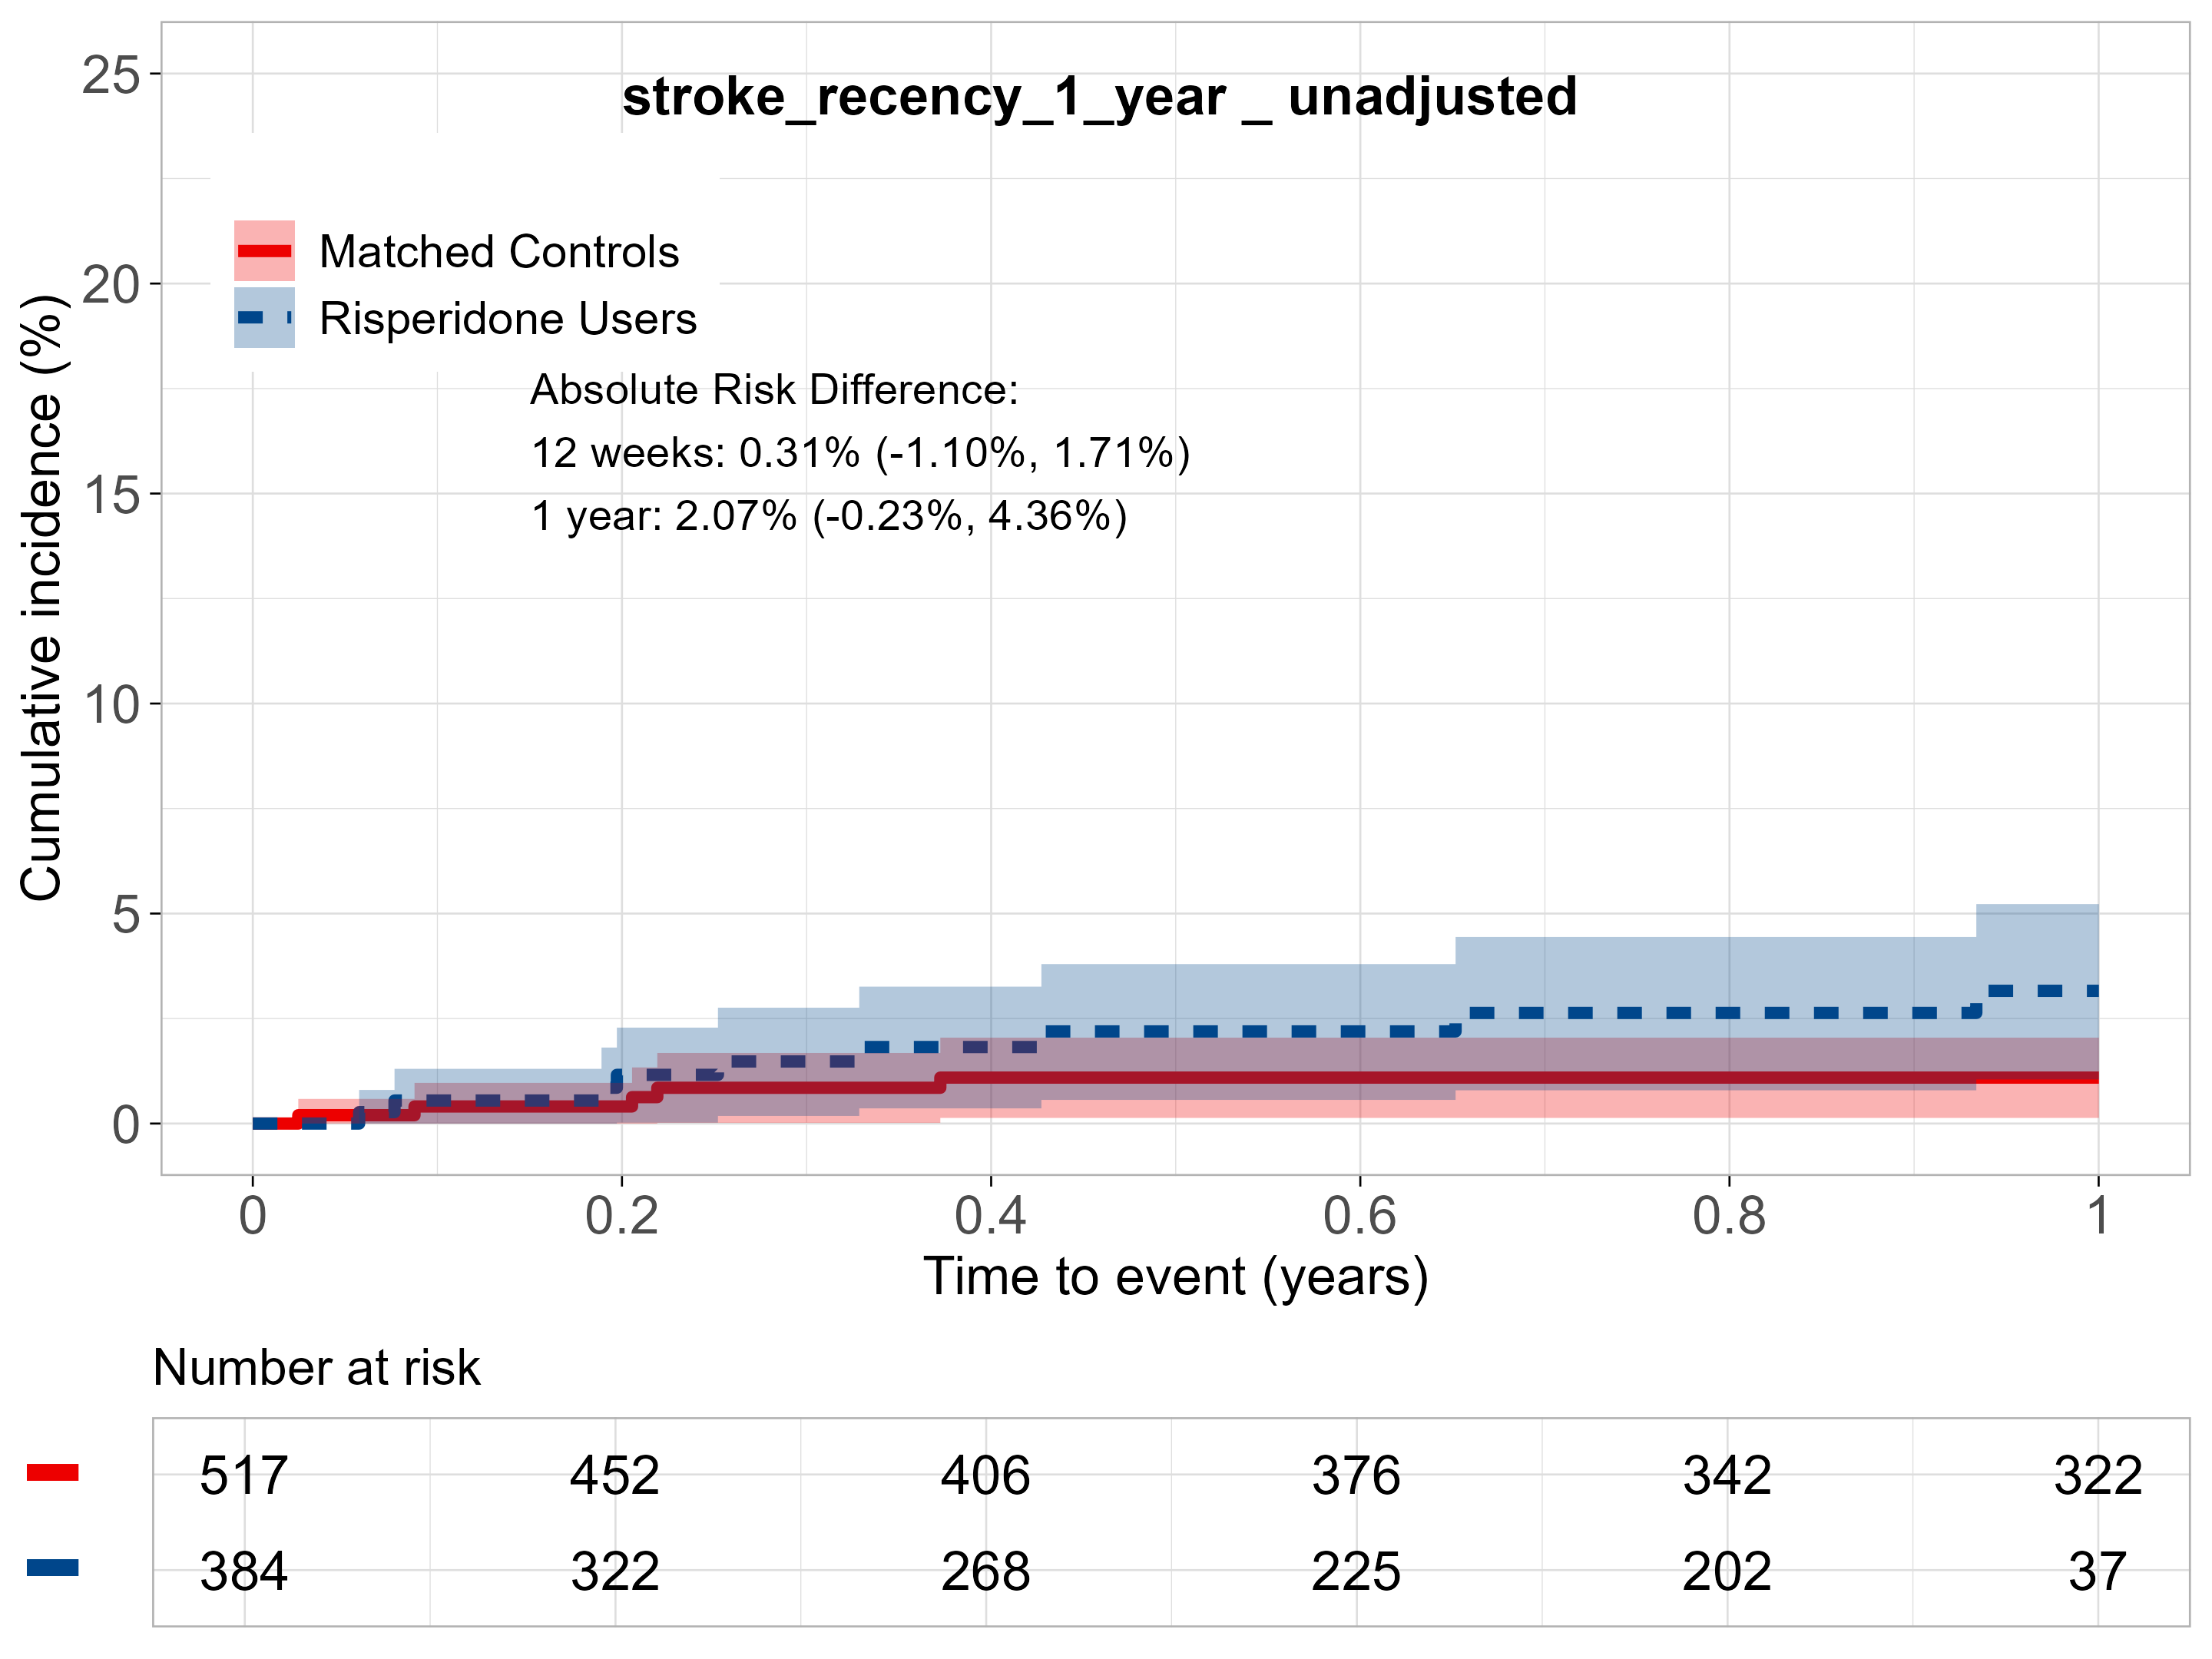 stroke_recency_1_year _ unadjusted
Matched Controls
Risperidone Users
Absolute Risk Difference:
12 weeks: 0.31% (-1.10%, 1.71%)
1 year: 2.07% (-0.23%, 4.36%)
Cumulative incidence (%)
25
20
15
10
5
0
0 0.2 0.4 0.6 0.8 1
Time to event (years)
Number at risk
517 452 406 376 342 322
384 322 268 225 202 37